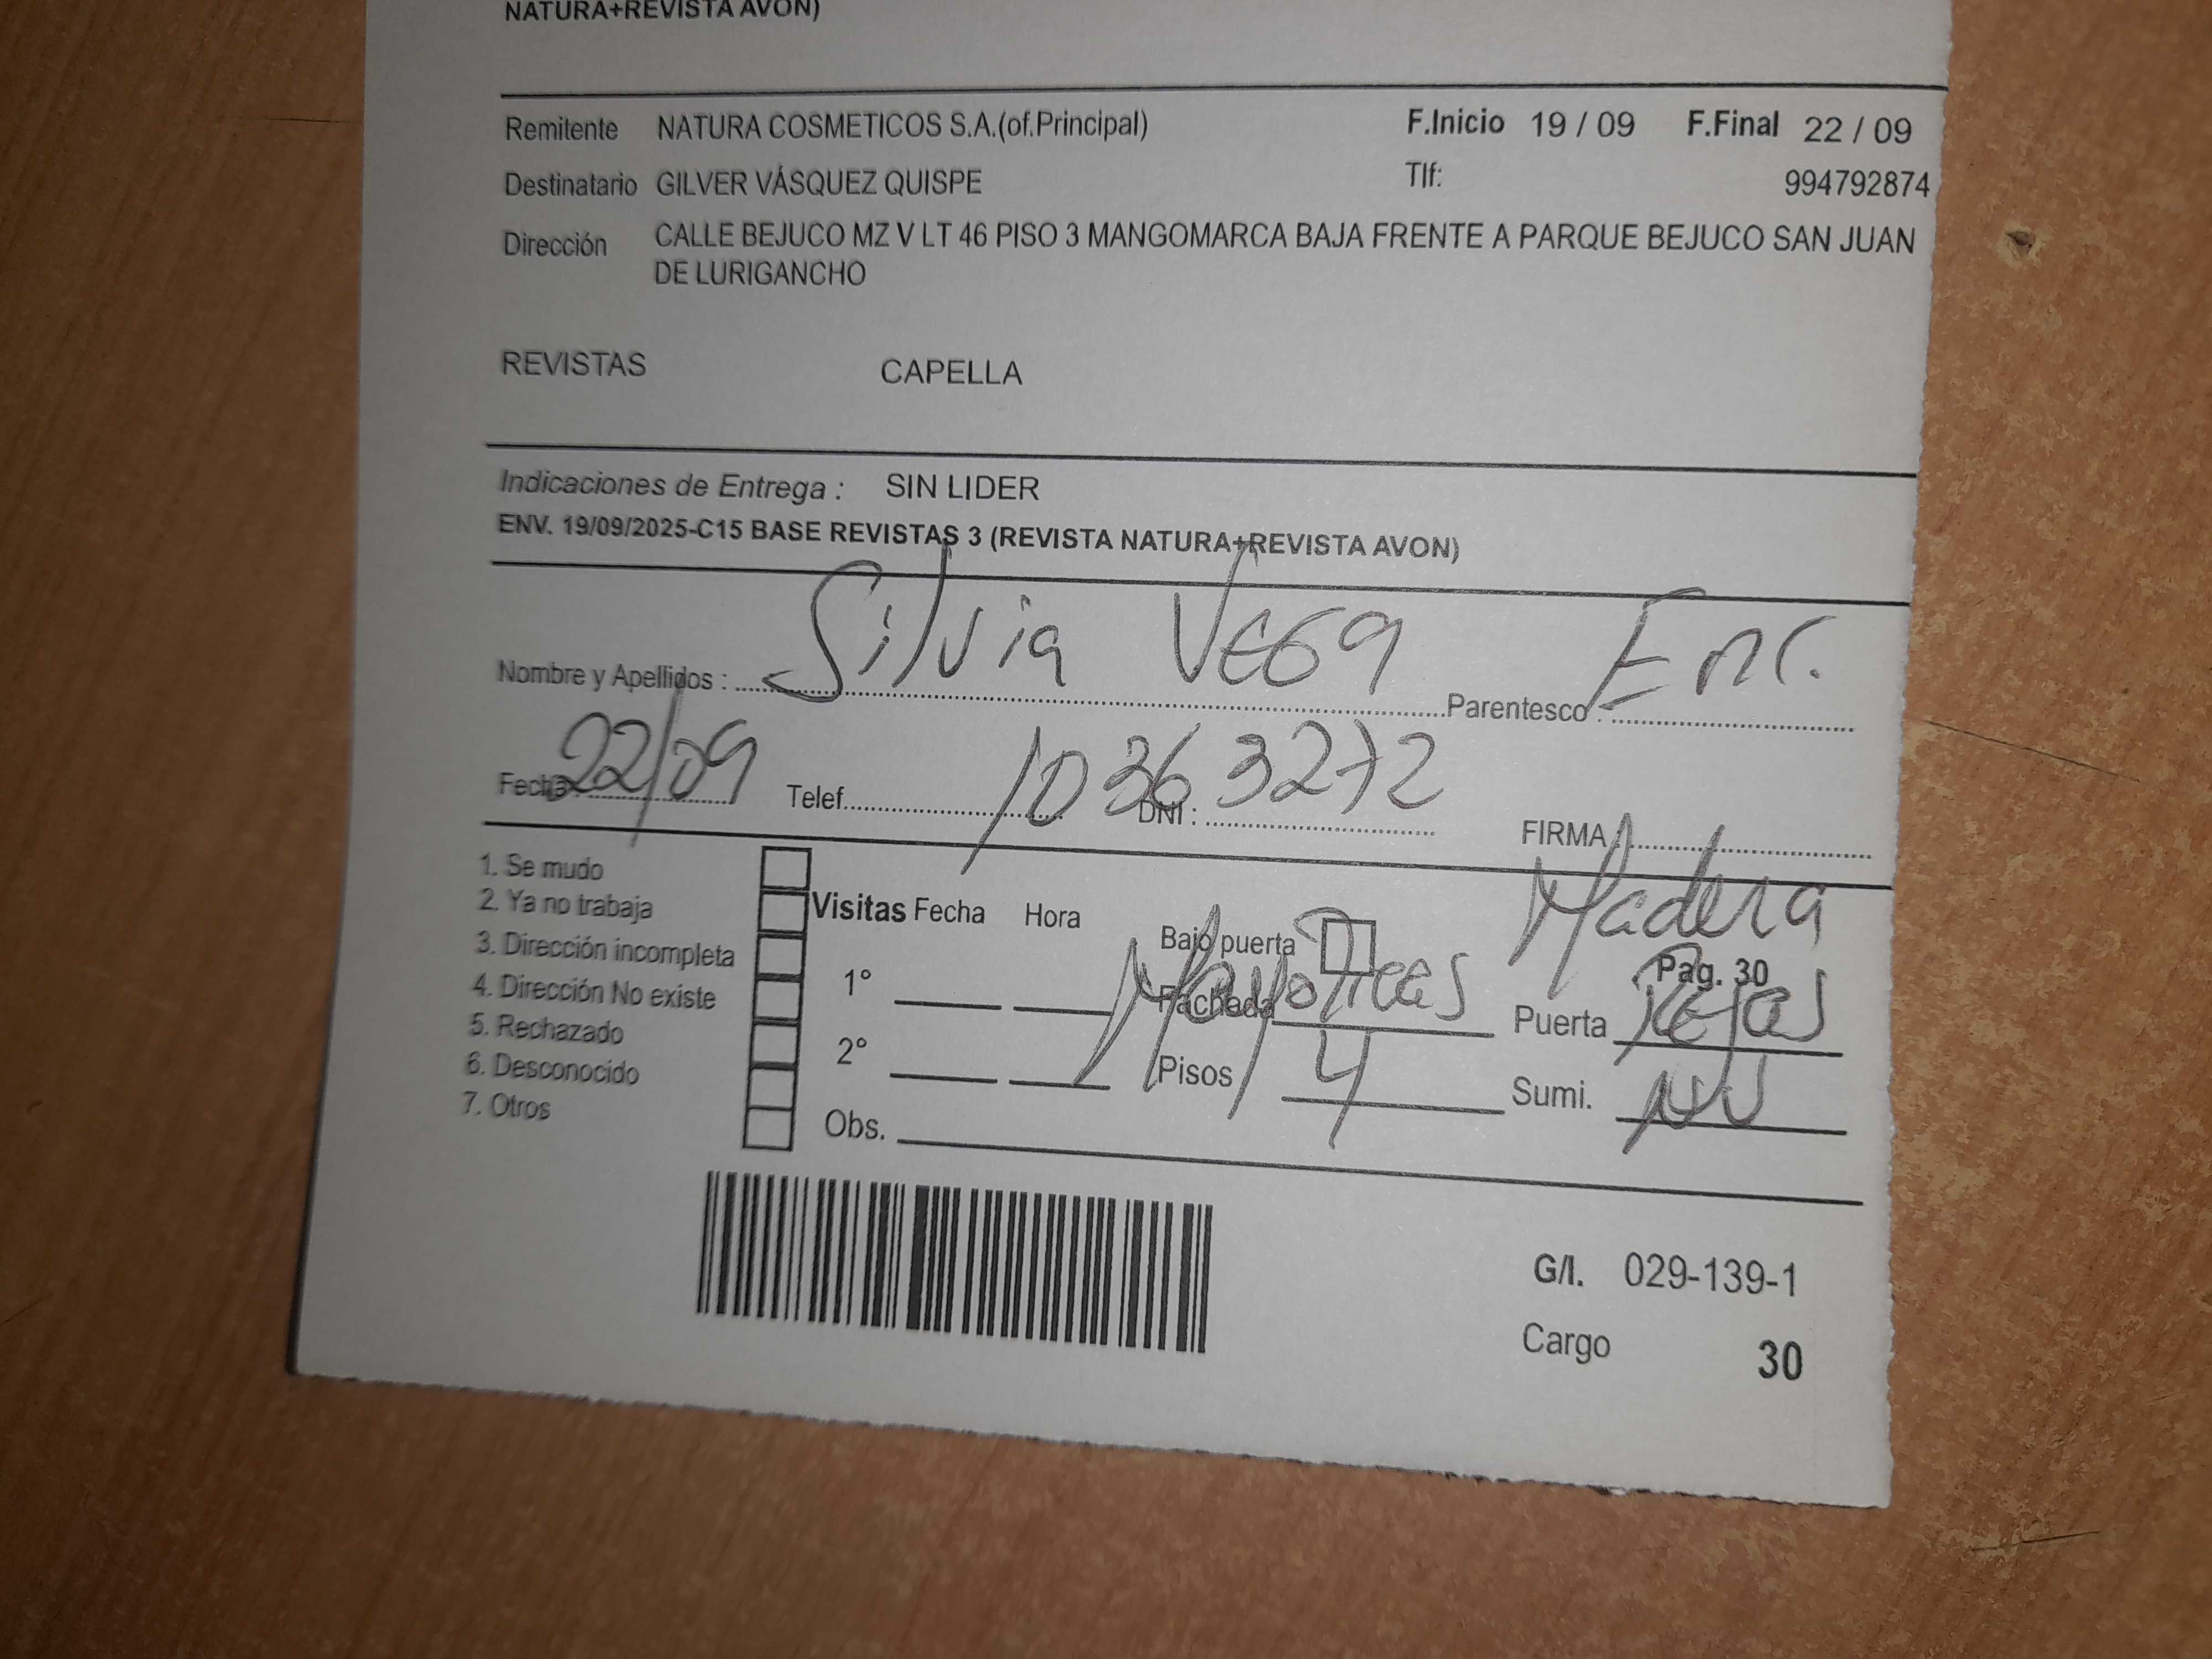 NATURA+REVISTA AVON)
Remitente NATURA COSMETICOS S.A.(of.Principal) F.Inicio 19 / 09 F.Final 22 / 09
Destinatario GILVER VÁSQUEZ QUISPE Tlf: 994792874
Dirección CALLE BEJUCO MZ V LT 46 PISO 3 MANGOMARCA BAJA FRENTE A PARQUE BEJUCO SAN JUAN
DE LURIGANCHO
REVISTAS CAPELLA
Indicaciones de Entrega : SIN LIDER
ENV. 19/09/2025-C15 BASE REVISTAS 3 (REVISTA NATURA+REVISTA AVON)
Nombre y Apellidos : Silvia VEGA Parentesco : Enc.
Fecha : 22/09 Telef. DNI : 10363272 FIRMA
1. Se mudo
2. Ya no trabaja
3. Dirección incompleta
4. Dirección No existe
5. Rechazado
6. Desconocido
7. Otros
Visitas Fecha Hora
1°
2°
Obs.
Bajo puerta Madera
Pag. 30
Fachada Mayolicas Puerta Rejas
Pisos 4 Sumi.
G/I. 029-139-1
Cargo 30